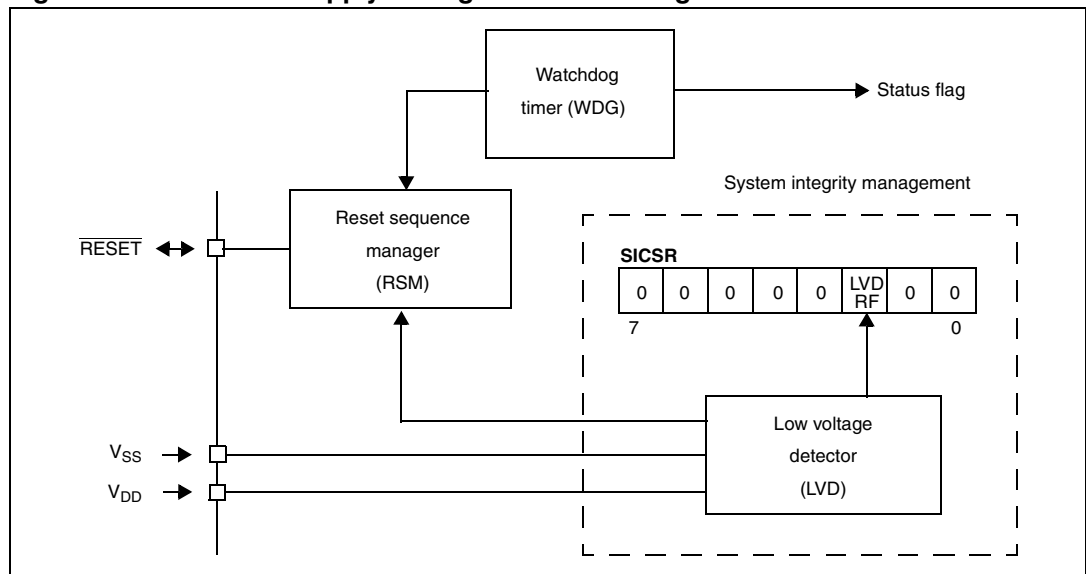 Watchdog
timer (WDG)
Status flag
System integrity management
Reset sequence
manager
(RSM)
RESET
SICSR
0 0 0 0 0 LVD RF 0 0
7 0
Low voltage
detector
(LVD)
VSS
VDD